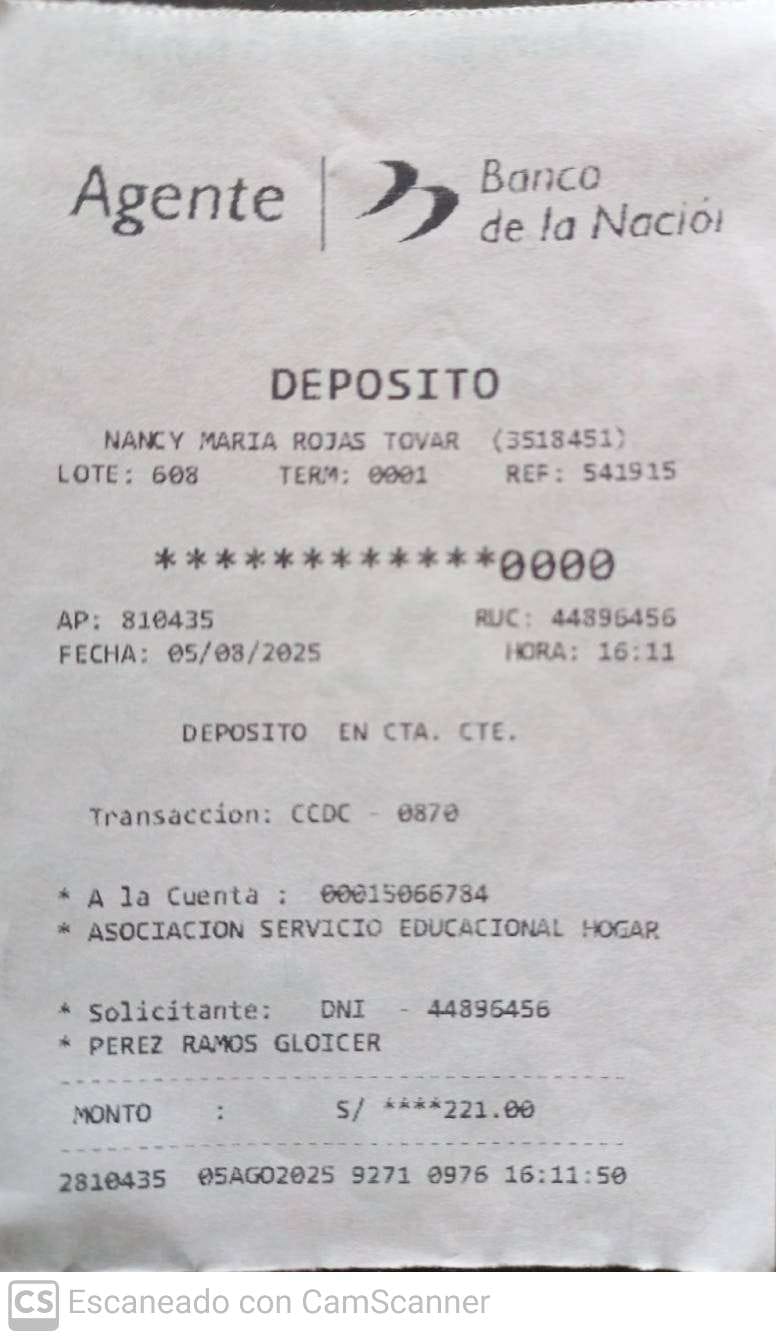 Agente
Banco
de la Nación
DEPOSITO
NANCY MARIA ROJAS TOVAR (3518451)
LOTE: 608 TERM: 0001 REF: 541915
************0000
AP: 810435 RUC: 44896456
FECHA: 05/08/2025 HORA: 16:11
DEPOSITO EN CTA. CTE.
Transaccion: CCDC - 0870
* A la Cuenta : 00015066784
* ASOCIACION SERVICIO EDUCACIONAL HOGAR
* Solicitante: DNI - 44896456
* PEREZ RAMOS GLOICER
MONTO : S/ ****221.00
2810435 05AGO2025 9271 0976 16:11:50
CS Escaneado con CamScanner